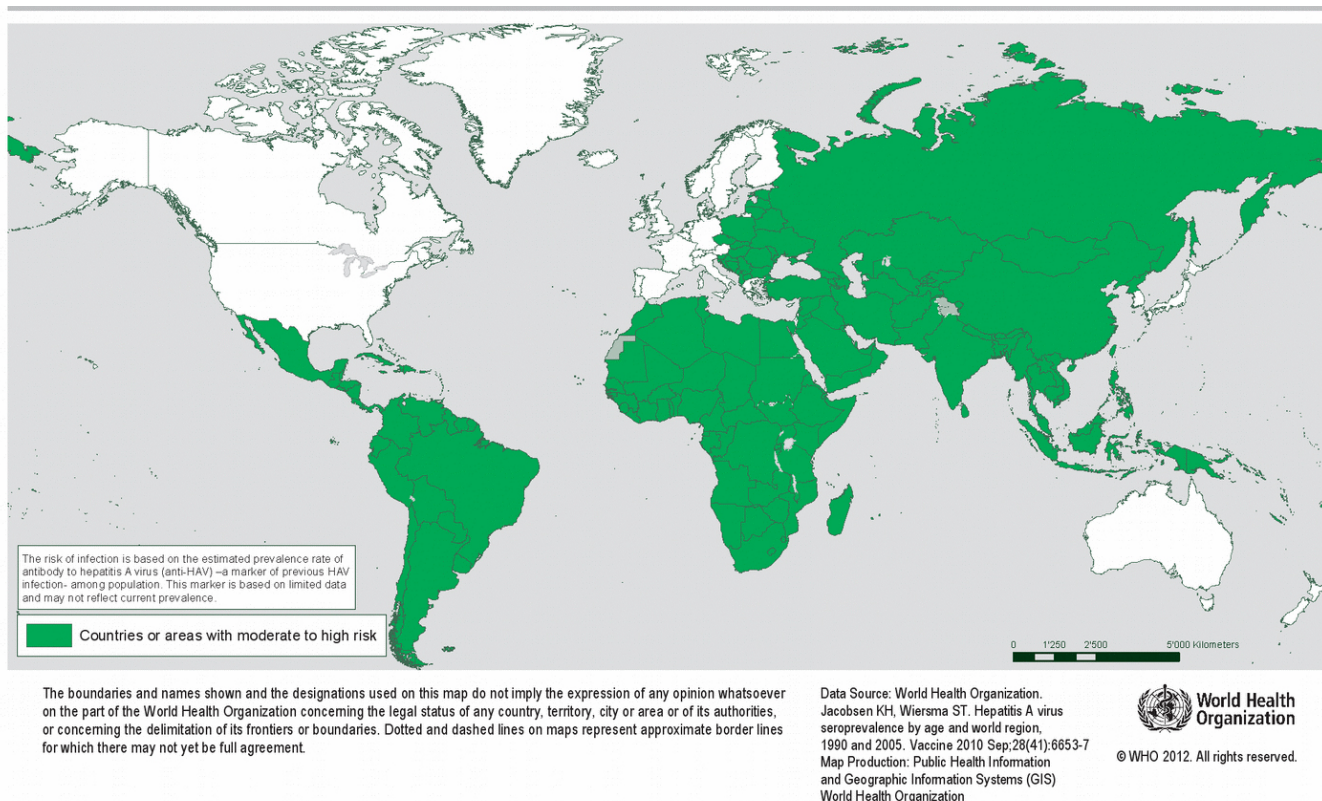 The risk of infection is based on the estimated prevalence rate of
antibody to hepatitis A virus (anti-HAV) –a marker of previous HAV
infection- among population. This marker is based on limited data
and may not reflect current prevalence.
Countries or areas with moderate to high risk
0 1'250 2'500 5'000 Kilometers
The boundaries and names shown and the designations used on this map do not imply the expression of any opinion whatsoever
on the part of the World Health Organization concerning the legal status of any country, territory, city or area or of its authorities,
or concerning the delimitation of its frontiers or boundaries. Dotted and dashed lines on maps represent approximate border lines
for which there may not yet be full agreement.
Data Source: World Health Organization.
Jacobsen KH, Wiersma ST. Hepatitis A virus
seroprevalence by age and world region,
1990 and 2005. Vaccine 2010 Sep;28(41):6653-7
Map Production: Public Health Information
and Geographic Information Systems (GIS)
World Health Organization
World Health
Organization
© WHO 2012. All rights reserved.